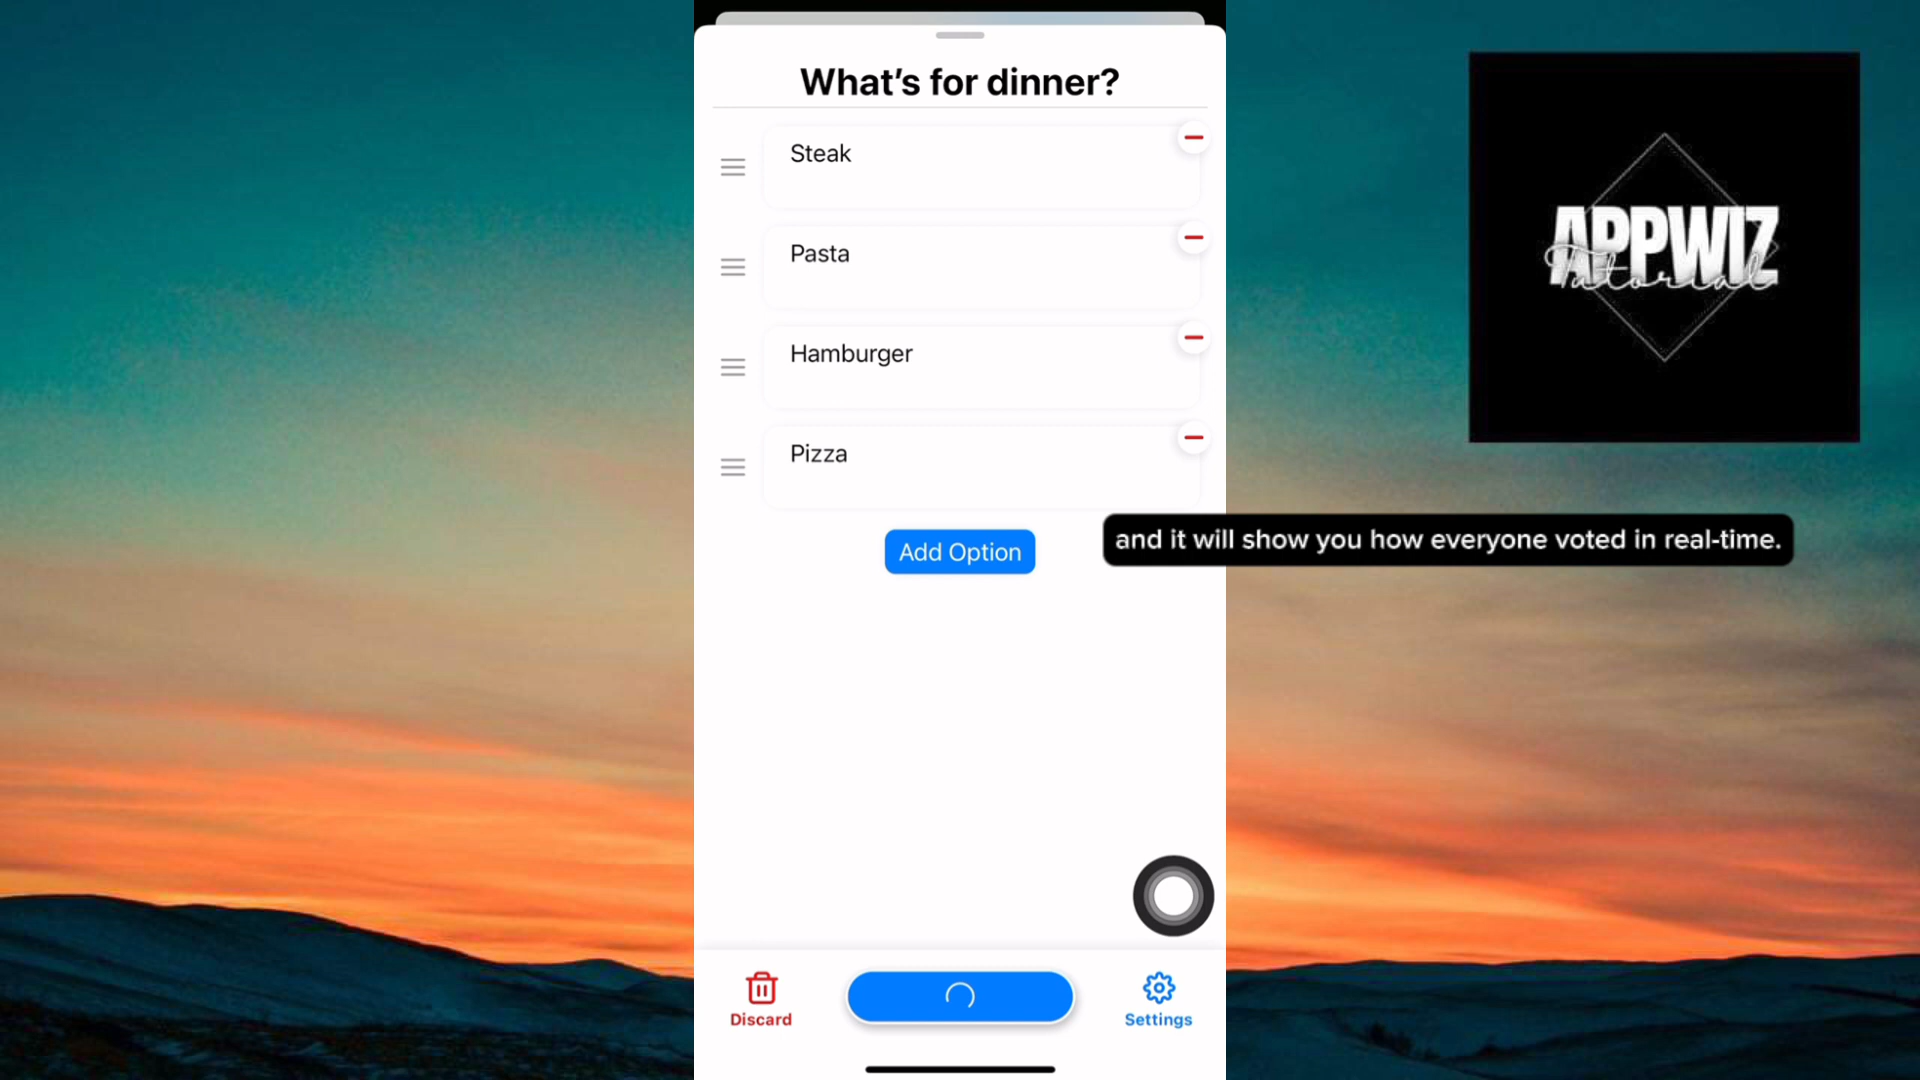 What's for dinner?
Steak
Pasta
Hamburger
Pizza
Add Option
Discard
Settings
APPWIZ
Tutorial
and it will show you how everyone voted in real-time.